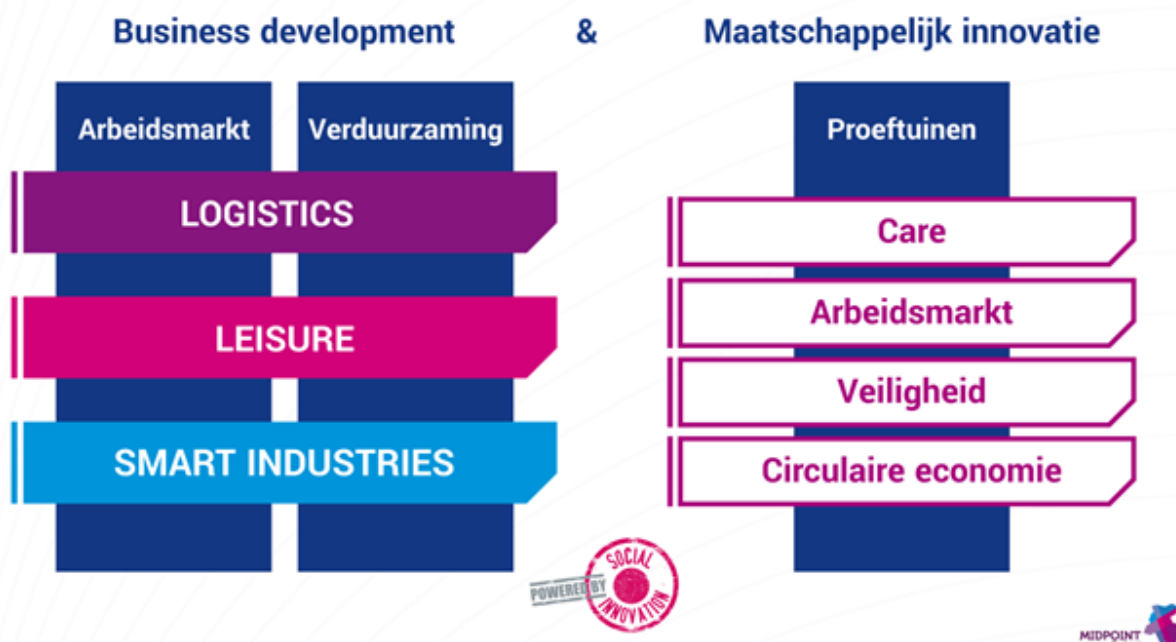 Business development & Maatschappelijk innovatie
Arbeidsmarkt Verduurzaming Proeftuinen
LOGISTICS
LEISURE
SMART INDUSTRIES
Care
Arbeidsmarkt
Veiligheid
Circulaire economie
POWERED BY
SOCIAL
INNOVATION
MIDPOINT